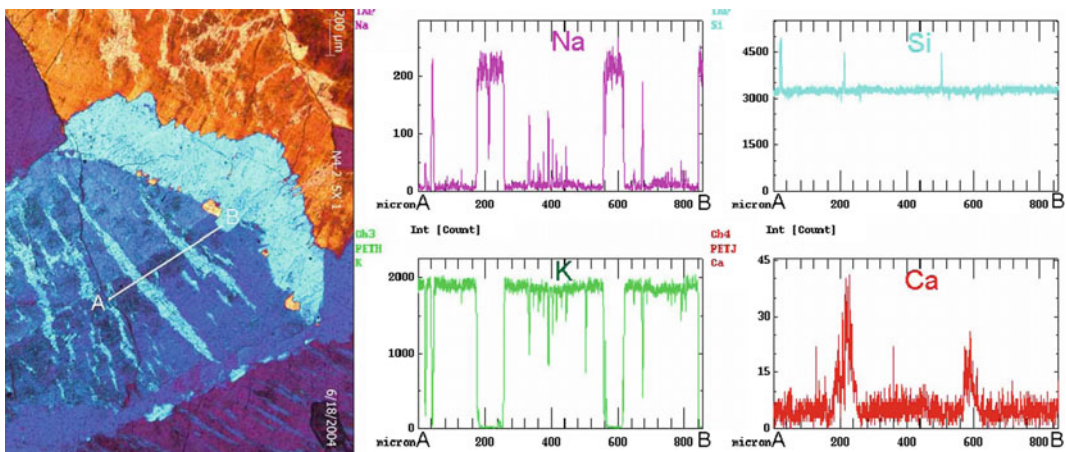 200 µm
N4-2 5X-1
B
A
6/18/2004
TAP
Na
Na
200
100
0
micron A 200 400 600 800 B
TAP
Si
Si
4500
3000
1500
0
micron A 200 400 600 800 B
Ch3
PETH
K
Int [Count]
K
2000
1000
0
micron A 200 400 600 800 B
Ch4
PETJ
Ca
Int [Count]
Ca
45
30
15
0
micron A 200 400 600 800 B